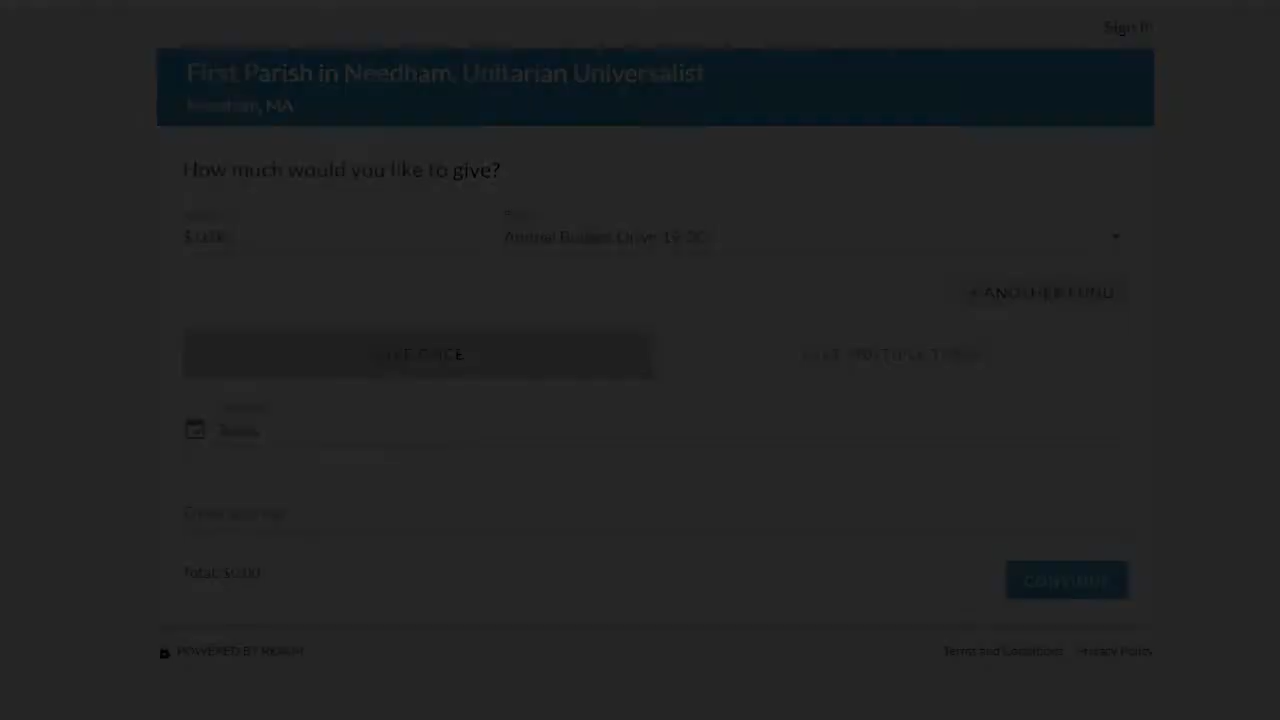 Sign In
First Parish in Needham, Unitarian Universalist
Needham, MA
How much would you like to give?
Annual Budget Drive 19-20
+ ANOTHER FUND
GIVE ONCE
GIVE MULTIPLE TIMES
Email address
Total: $0.00
CONTINUE
POWERED BY REALM
Terms and Conditions
Privacy Policy